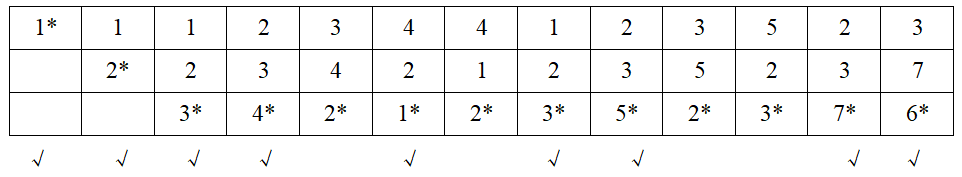 1* 1 1 2 3 4 4 1 2 3 5 2 3
2* 2 3 4 2 1 2 3 5 2 3 7
3* 4* 2* 1* 2* 3* 5* 2* 3* 7* 6*
√ √ √ √ √ √ √ √ √